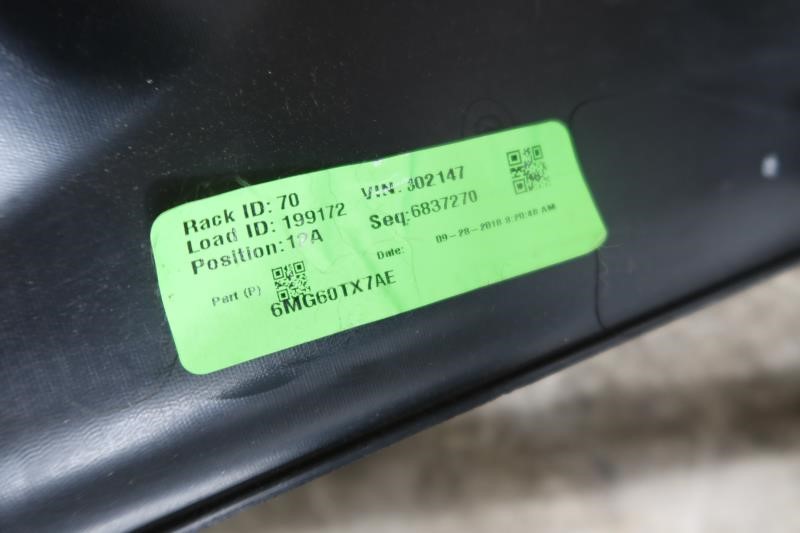 Rack ID: 70
Load ID: 199172
Position: 12A
VIN: 302147
Seq: 6837270
Date: 09-28-2018 9:20:48 AM
Part (P)
6MG60TX7AE